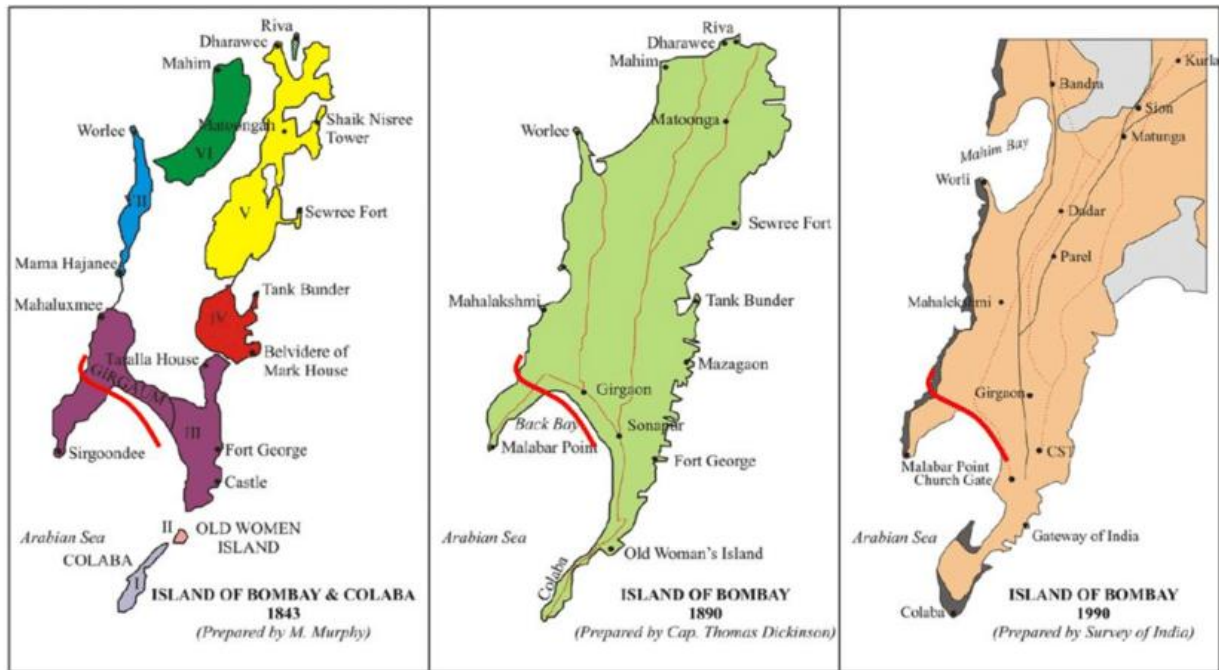 Riva
Dharawee
Mahim
Worlee
Matoongah
Shaik Nisree
Tower
VI
VII
V
Sewree Fort
Mama Hajanee
Tank Bunder
Mahaluxmee
IV
Taralla House
Belvidere of
Mark House
GIRGAUM
III
Sirgoondee
Fort George
Castle
II
OLD WOMEN
ISLAND
Arabian Sea
COLABA
I
ISLAND OF BOMBAY & COLABA
1843
(Prepared by M. Murphy)
Riva
Dharawee
Mahim
Worlee
Matoonga
Sewree Fort
Mahalakshmi
Tank Bunder
Mazagaon
Girgaon
Back Bay
Sonapur
Malabar Point
Fort George
Arabian Sea
Old Woman's Island
Colaba
ISLAND OF BOMBAY
1890
(Prepared by Cap. Thomas Dickinson)
Kurla
Bandra
Sion
Matunga
Mahim Bay
Worli
Dadar
Parel
Mahalekshmi
Girgaon
CST
Malabar Point
Church Gate
Gateway of India
Arabian Sea
Colaba
ISLAND OF BOMBAY
1990
(Prepared by Survey of India)